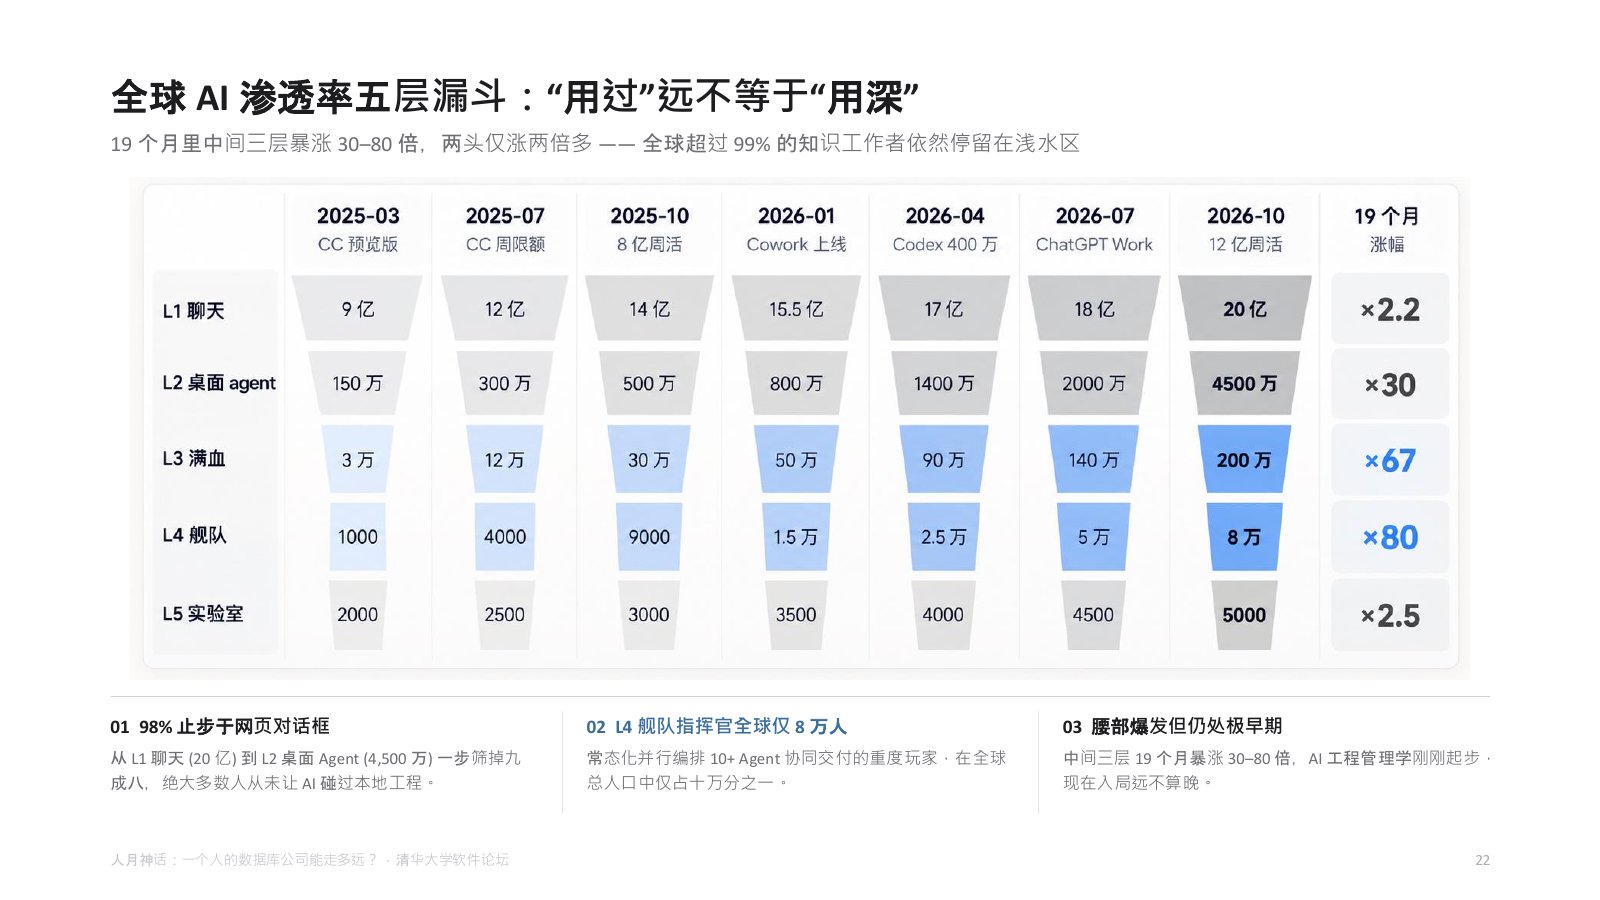 全球 AI 渗透率五层漏斗：“用过”远不等于“用深”
19 个月里中间三层暴涨 30–80 倍，两头仅涨两倍多 —— 全球超过 99% 的知识工作者依然停留在浅水区
2025-03 2025-07 2025-10 2026-01 2026-04 2026-07 2026-10 19 个月
CC 预览版 CC 周限额 8 亿周活 Cowork 上线 Codex 400 万 ChatGPT Work 12 亿周活 涨幅
L1 聊天 9 亿 12 亿 14 亿 15.5 亿 17 亿 18 亿 20 亿 ×2.2
L2 桌面 agent 150 万 300 万 500 万 800 万 1400 万 2000 万 4500 万 ×30
L3 满血 3 万 12 万 30 万 50 万 90 万 140 万 200 万 ×67
L4 舰队 1000 4000 9000 1.5 万 2.5 万 5 万 8 万 ×80
L5 实验室 2000 2500 3000 3500 4000 4500 5000 ×2.5
01 98% 止步于网页对话框
从 L1 聊天 (20 亿) 到 L2 桌面 Agent (4,500 万) 一步筛掉九
成八，绝大多数人从未让 AI 碰过本地工程。
02 L4 舰队指挥官全球仅 8 万人
常态化并行编排 10+ Agent 协同交付的重度玩家，在全球
总人口中仅占十万分之一。
03 腰部爆发但仍处极早期
中间三层 19 个月暴涨 30–80 倍，AI 工程管理学刚刚起步，
现在入局远不算晚。
人月神话：一个人的数据库公司能走多远？ · 清华大学软件论坛
22